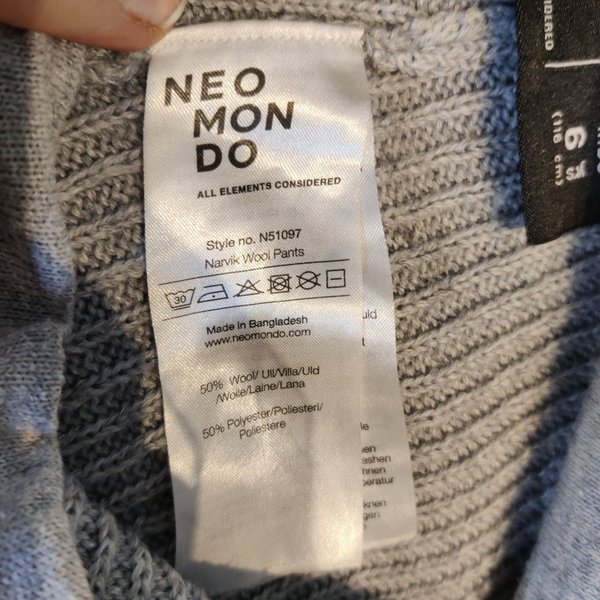 NEO
MON
DO
ALL ELEMENTS CONSIDERED
Style no. N51097
Narvik Wool Pants
30
Made in Bangladesh
www.neomondo.com
50% Wool/ Ull/Villa/Uld
/Wolle/Laine/Lana
50% Polyester/Poliesteri/
Poliestere
6
(116 cm)